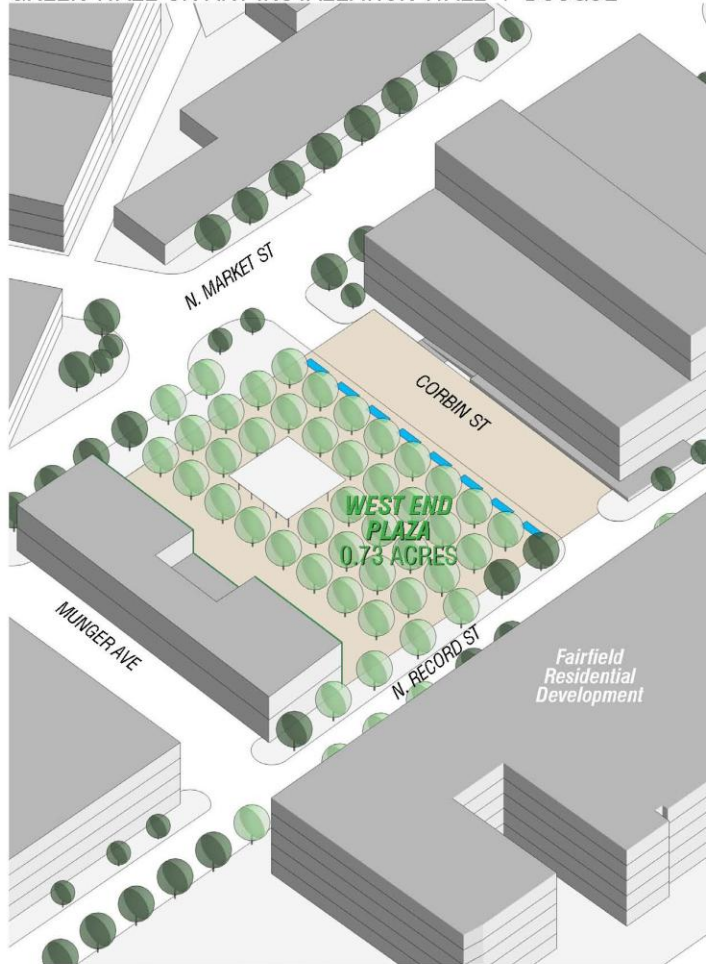 N. MARKET ST
CORBIN ST
WEST END
PLAZA
0.73 ACRES
MUNGER AVE
N. RECORD ST
Fairfield
Residential
Development